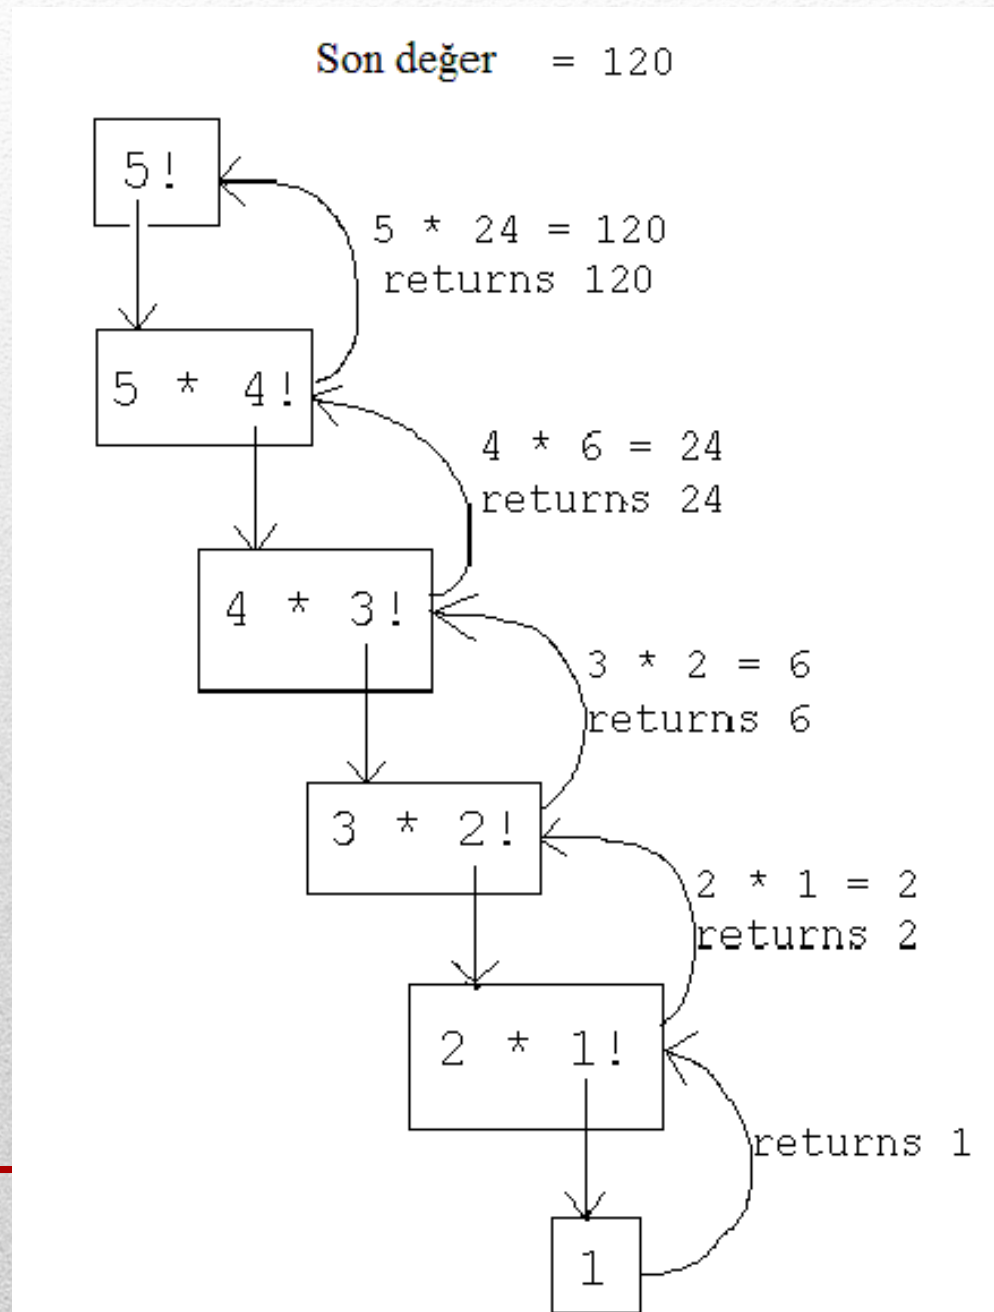 Son değer = 120
5!
5 * 24 = 120
returns 120
5 * 4!
4 * 6 = 24
returns 24
4 * 3!
3 * 2 = 6
returns 6
3 * 2!
2 * 1 = 2
returns 2
2 * 1!
returns 1
1